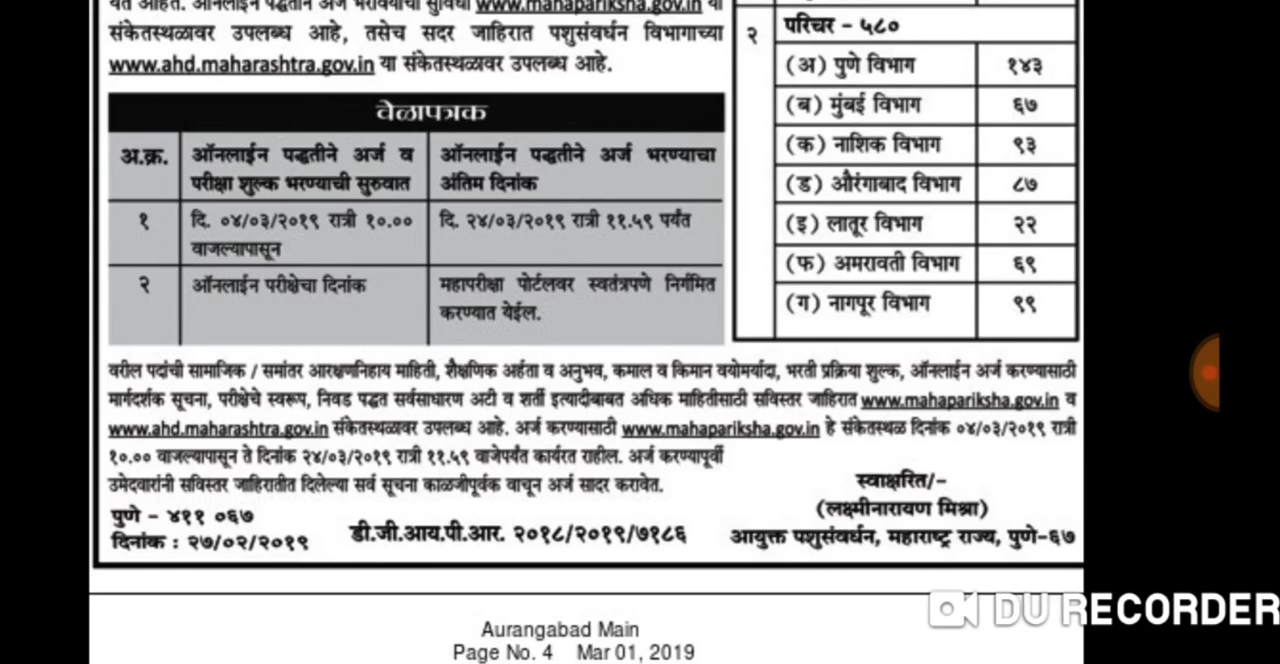 यत आहत. ऑनलाईन पद्धतीने अर्ज भरावयाची सुविधा www.mahapariksha.gov.in या
संकेतस्थळावर उपलब्ध आहे, तसेच सदर जाहिरात पशुसंवर्धन विभागाच्या
www.ahd.maharashtra.gov.in या संकेतस्थळावर उपलब्ध आहे.
वेळापत्रक
अ.क्र. ऑनलाईन पद्धतीने अर्ज व ऑनलाईन पद्धतीने अर्ज भरण्याचा
परीक्षा शुल्क भरण्याची सुरुवात अंतिम दिनांक
१ दि. ०४/०३/२०१९ रात्री १०.०० दि. २४/०३/२०१९ रात्री ११.५९ पर्यंत
वाजल्यापासून
२ ऑनलाईन परीक्षेचा दिनांक महापरीक्षा पोर्टलवर स्वतंत्रपणे निर्गमित
करण्यात येईल.
२ परिचर - ५८०
(अ) पुणे विभाग १४३
(ब) मुंबई विभाग ६७
(क) नाशिक विभाग ९३
(ड) औरंगाबाद विभाग ८७
(इ) लातूर विभाग २२
(फ) अमरावती विभाग ६९
(ग) नागपूर विभाग ९९
वरील पदांची सामाजिक / समांतर आरक्षणनिहाय माहिती, शैक्षणिक अर्हता व अनुभव, कमाल व किमान वयोमर्यादा, भरती प्रक्रिया शुल्क, ऑनलाईन अर्ज करण्यासाठी
मार्गदर्शक सूचना, परीक्षेचे स्वरूप, निवड पद्धत सर्वसाधारण अटी व शर्ती इत्यादीबाबत अधिक माहितीसाठी सविस्तर जाहिरात www.mahapariksha.gov.in व
www.ahd.maharashtra.gov.in संकेतस्थळावर उपलब्ध आहे. अर्ज करण्यासाठी www.mahapariksha.gov.in हे संकेतस्थळ दिनांक ०४/०३/२०१९ रात्री
१०.०० वाजल्यापासून ते दिनांक २४/०३/२०१९ रात्री ११.५९ वाजेपर्यंत कार्यरत राहील. अर्ज करण्यापूर्वी
उमेदवारांनी सविस्तर जाहिरातीत दिलेल्या सर्व सूचना काळजीपूर्वक वाचून अर्ज सादर करावेत.
स्वाक्षरित/-
(लक्ष्मीनारायण मिश्रा)
आयुक्त पशुसंवर्धन, महाराष्ट्र राज्य, पुणे-६७
पुणे - ४११ ०६७
दिनांक : २७/०२/२०१९
डी.जी.आय.पी.आर. २०१८/२०१९/७१८६
DU RECORDER
Aurangabad Main
Page No. 4 Mar 01, 2019